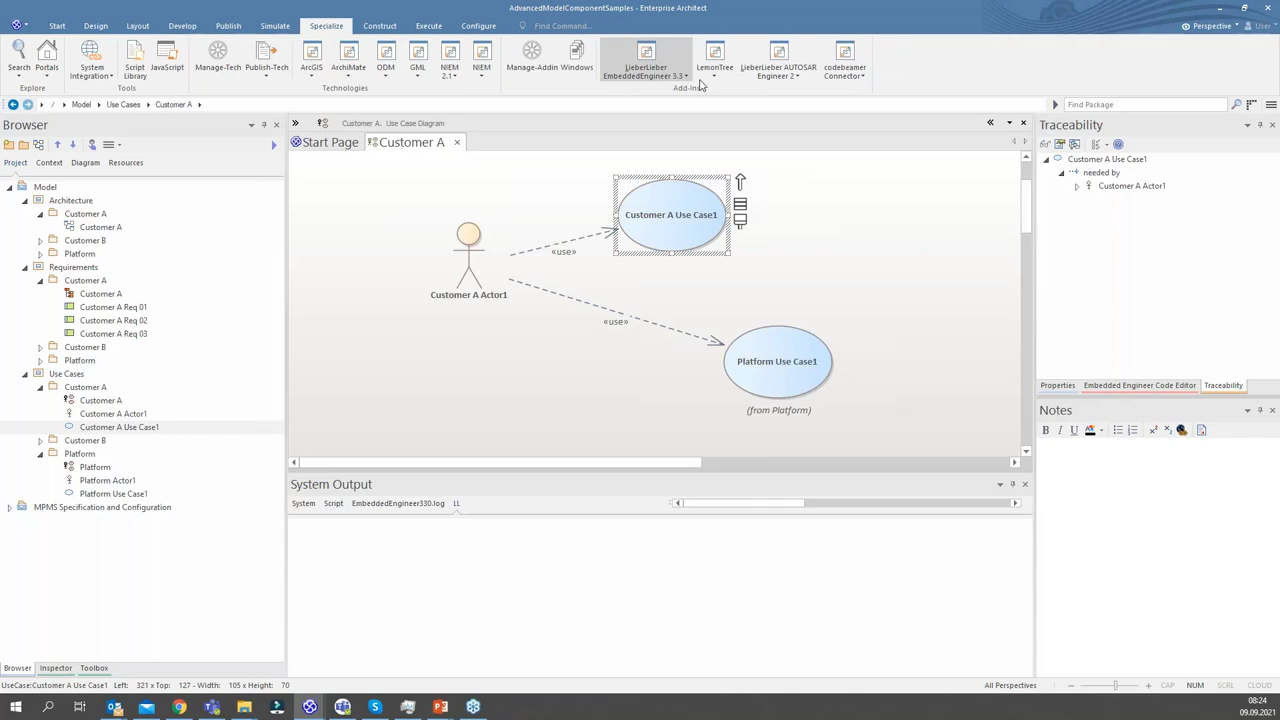 AdvancedModelComponentSamples - Enterprise Architect
Start Design Layout Develop Publish Simulate Specialize Construct Execute Configure Find Command... Perspective User
Search Portals System Integration Script Library JavaScript Manage-Tech Publish-Tech ArcGIS ArchiMate ODM GML NIEM 2.1 NIEM Manage-Addin Windows LieberLieber EmbeddedEngineer 3.3 LemonTree LieberLieber AUTOSAR Engineer 2 codebeamer Connector
Explore Tools Technologies Add-Ins
/ Model Use Cases Customer A Find Package
Browser
Project Context Diagram Resources
Model
Architecture
Customer A
Customer A
Customer B
Platform
Requirements
Customer A
Customer A
Customer A Req 01
Customer A Req 02
Customer A Req 03
Customer B
Platform
Use Cases
Customer A
Customer A
Customer A Actor1
Customer A Use Case1
Customer B
Platform
Platform
Platform Actor1
Platform Use Case1
MPMS Specification and Configuration
Browser Inspector Toolbox
Customer A. Use Case Diagram
Start Page Customer A
Customer A Use Case1
«use»
Customer A Actor1
«use»
Platform Use Case1
(from Platform)
System Output
System Script EmbeddedEngineer330.log LL
Traceability
Customer A Use Case1
needed by
Customer A Actor1
Properties Embedded Engineer Code Editor Traceability
Notes
B I U A
UseCase:Customer A Use Case1 Left: 321 x Top: 127 - Width: 105 x Height: 70 All Perspectives CAP NUM SCRL CLOUD
08:24
09.09.2021